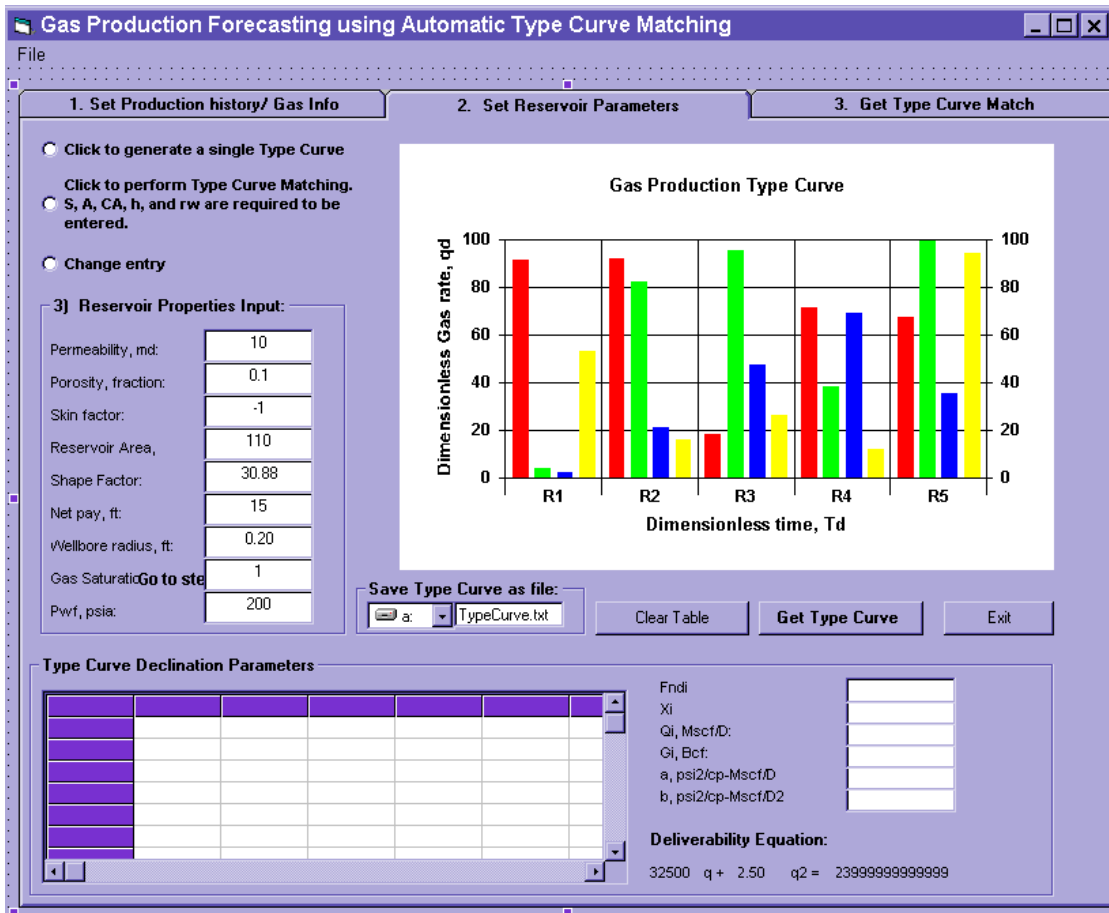 Gas Production Forecasting using Automatic Type Curve Matching
File
1. Set Production history/ Gas Info
2. Set Reservoir Parameters
3. Get Type Curve Match
Click to generate a single Type Curve
Click to perform Type Curve Matching.
S, A, CA, h, and rw are required to be
entered.
Change entry
3) Reservoir Properties Input:
Permeability, md: 10
Porosity, fraction: 0.1
Skin factor: -1
Reservoir Area, 110
Shape Factor: 30.88
Net pay, ft: 15
Wellbore radius, ft: 0.20
Gas Saturatio Go to ste 1
Pwf, psia: 200
Gas Production Type Curve
Dimensionless Gas rate, qd
100 100
80 80
60 60
40 40
20 20
0 0
R1 R2 R3 R4 R5
Dimensionless time, Td
Save Type Curve as file:
a: TypeCurve.txt
Clear Table
Get Type Curve
Exit
Type Curve Declination Parameters
Fndi
Xi
Qi, Mscf/D:
Gi, Bcf:
a, psi2/cp-Mscf/D
b, psi2/cp-Mscf/D2
Deliverability Equation:
32500 q + 2.50 q2 = 23999999999999